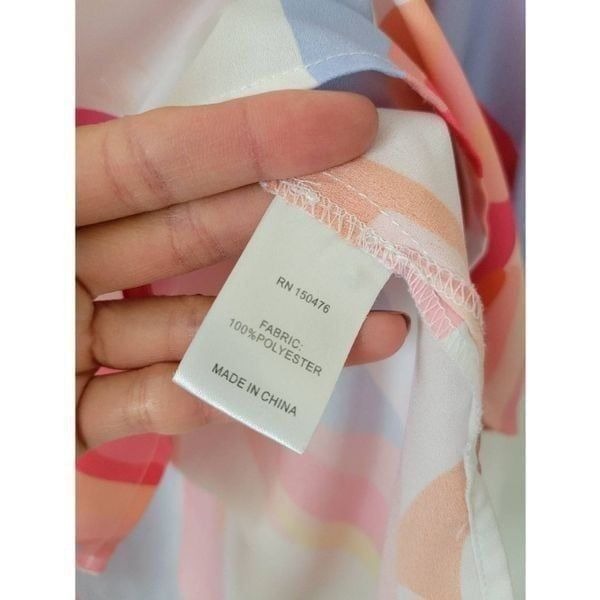 RN 150476
FABRIC:
100%POLYESTER
MADE IN CHINA